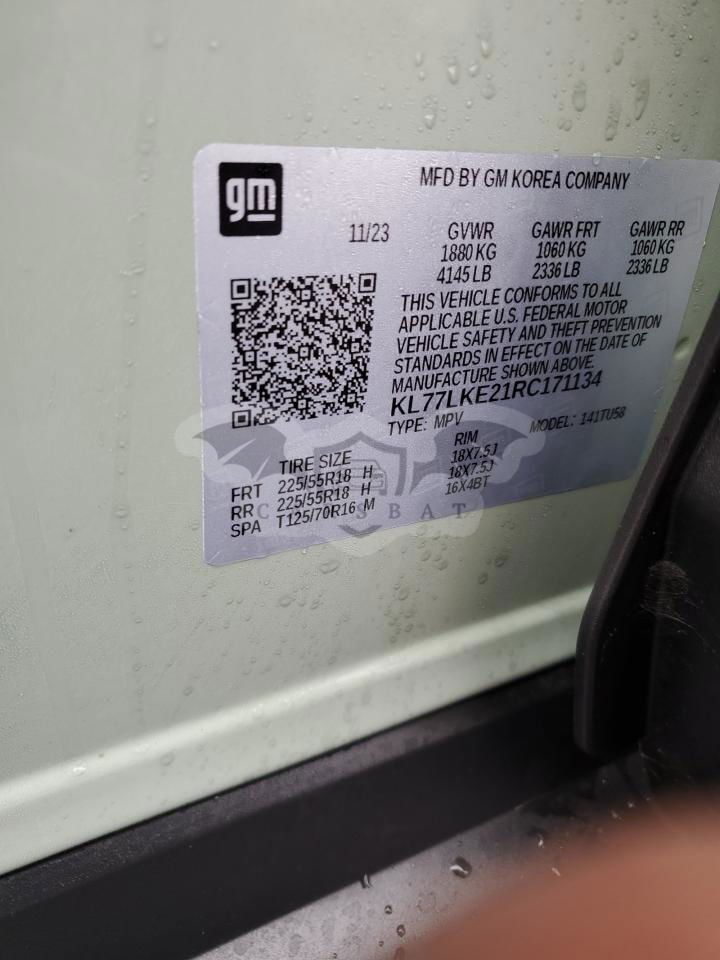 gm
MFD BY GM KOREA COMPANY
11/23 GVWR GAWR FRT GAWR RR
1880 KG 1060 KG 1060 KG
4145 LB 2336 LB 2336 LB
THIS VEHICLE CONFORMS TO ALL
APPLICABLE U.S. FEDERAL MOTOR
VEHICLE SAFETY AND THEFT PREVENTION
STANDARDS IN EFFECT ON THE DATE OF
MANUFACTURE SHOWN ABOVE.
KL77LKE21RC171134
TYPE: MPV MODEL: 141TU58
TIRE SIZE RIM
FRT 225/55R18 H 18X7.5J
RR 225/55R18 H 18X7.5J
SPA T125/70R16 M 16X4BT